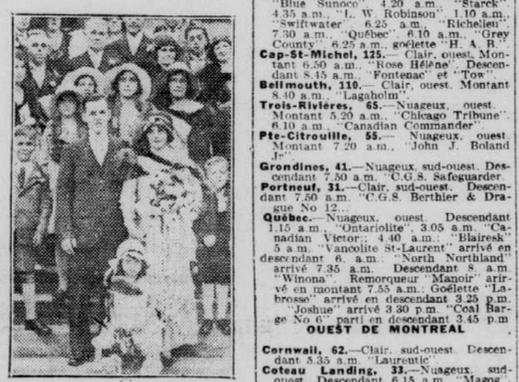 "Blue Sunoco" 4.20 a.m., "Starck"
4.35 a.m., "L. W. Robinson" 1.10 a.m.,
"Swiftwater" 6.25 a.m., "Richelieu"
7.30 a.m., "Québec", 6.10 a.m., "Grey
County" 6.25 a.m., goélette "H. A. B."
Cap-St-Michel, 125.— Clair, ouest. Mon-
tant 6.50 a.m., "Rose Hélène". Descen-
dant 8.45 a.m., "Fontenac" et "Tow".
Bellmouth, 110.— Clair, ouest. Montant
8.40 a.m., "Lagaholm".
Trois-Rivières, 65.—Nuageux, ouest.
Montant 5.20 a.m., "Chicago Tribune".
6.10 a.m., "Canadian Commander".
Pte-Citrouille, 55.— Nuageux, ouest.
Montant 7.20 a.m., "John J. Boland
Jr".
Grondines, 41.—Nuageux, sud-ouest. Des-
cendant 7.50 a.m. "C.G.S. Safeguarder.
Portneuf, 31.—Clair, sud-ouest. Descen-
dant 7.50 a.m. "C.G.S. Berthier & Dra-
gue No 12...
Québec.—Nuageux, ouest. Descendant
1.15 a.m., "Ontariolite", 3.05 a.m. "Ca-
nadian Victor; 4.40 a.m.: "Blairesk"
5 a.m. "Vancolite St-Laurent" arrivé en
descendant 6. a.m.: "North Northland"
arrivé 7.35 a.m. Descendant 8. a.m.
"Winona". Remorqueur "Manoir" arir-
vé en montant 7.55 a.m.: Goélette "La-
brosse" arrivé en descendant 3.25 p.m.
"Joshue" arrivé 3.30 p.m. "Coal Bar-
ge No 6" parti en descendant 3.45 p.m
OUEST DE MONTREAL
Cornwall, 62.—Clair, sud-ouest. Descen-
dant 5.35 a.m. "Laurentic".
Coteau Landing, 33.—Nuageux, sud-
ouest. Descendant 6.15 a.m., "Magog"